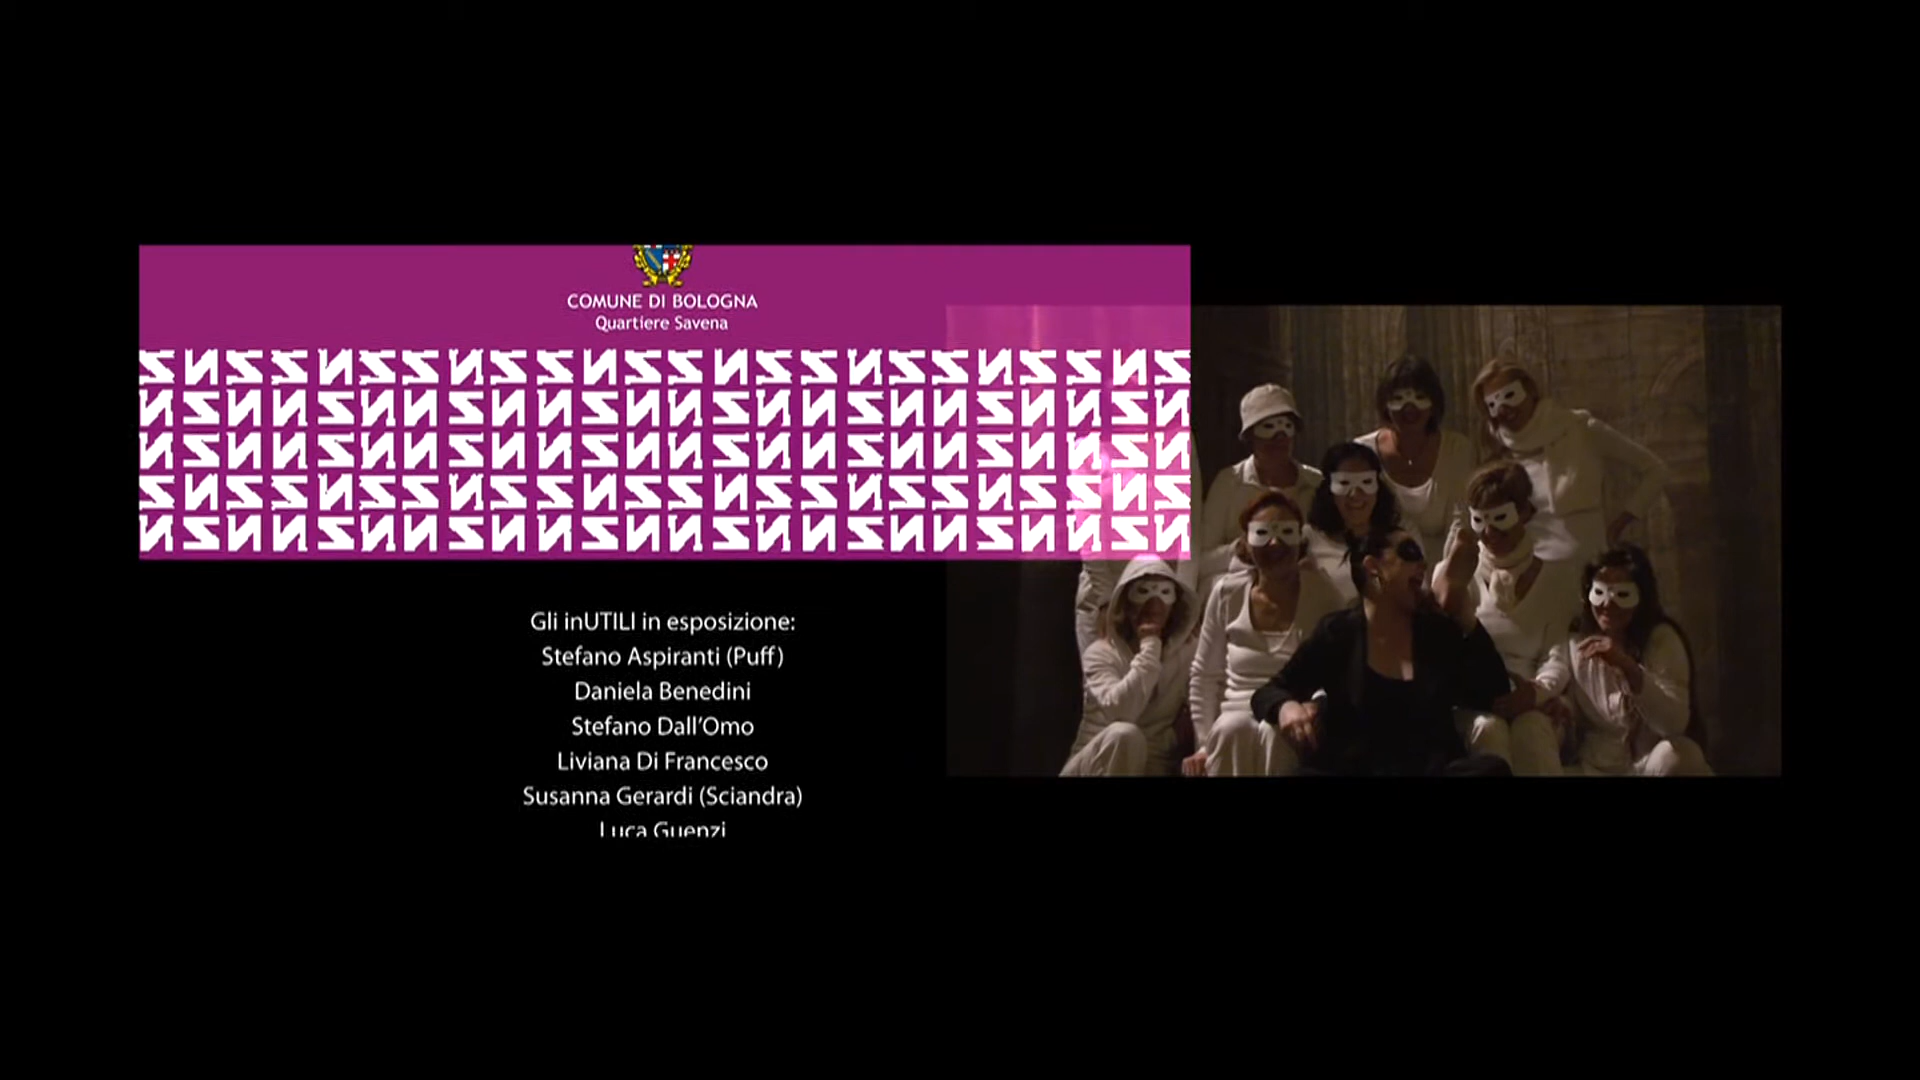 COMUNE DI BOLOGNA
Quartiere Savena
Gli inUTILI in esposizione:
Stefano Aspiranti (Puff)
Daniela Benedini
Stefano Dall'Omo
Liviana Di Francesco
Susanna Gerardi (Sciandra)
Luca Guenzi